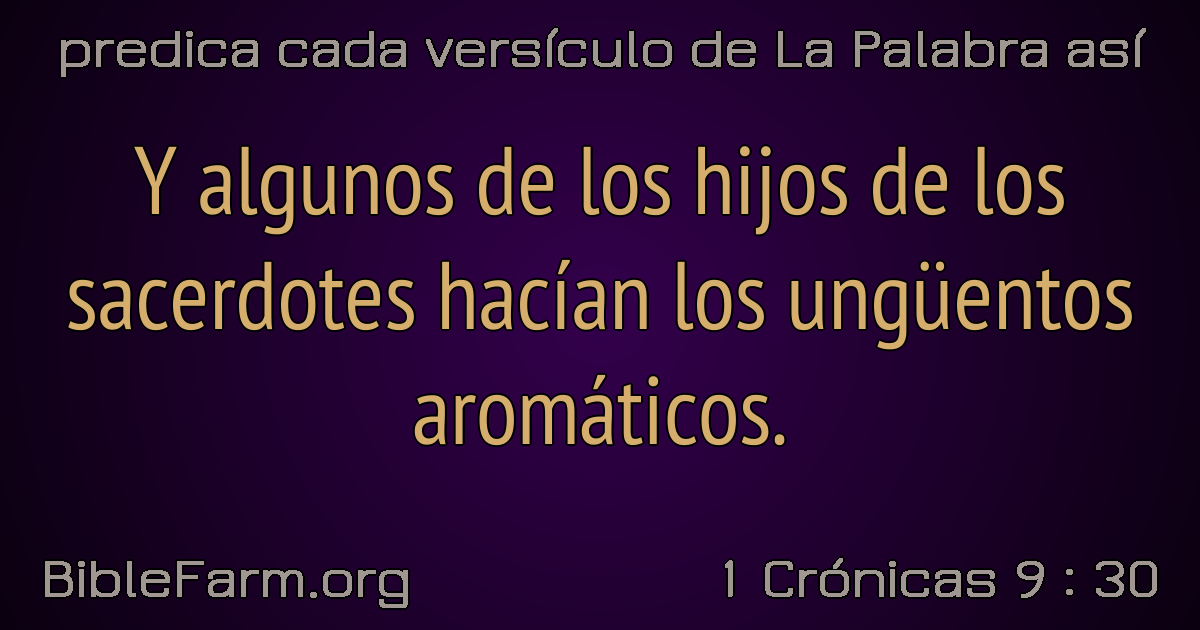 predica cada versículo de La Palabra así
Y algunos de los hijos de los
sacerdotes hacían los ungüentos
aromáticos.
BibleFarm.org
1 Crónicas 9 : 30